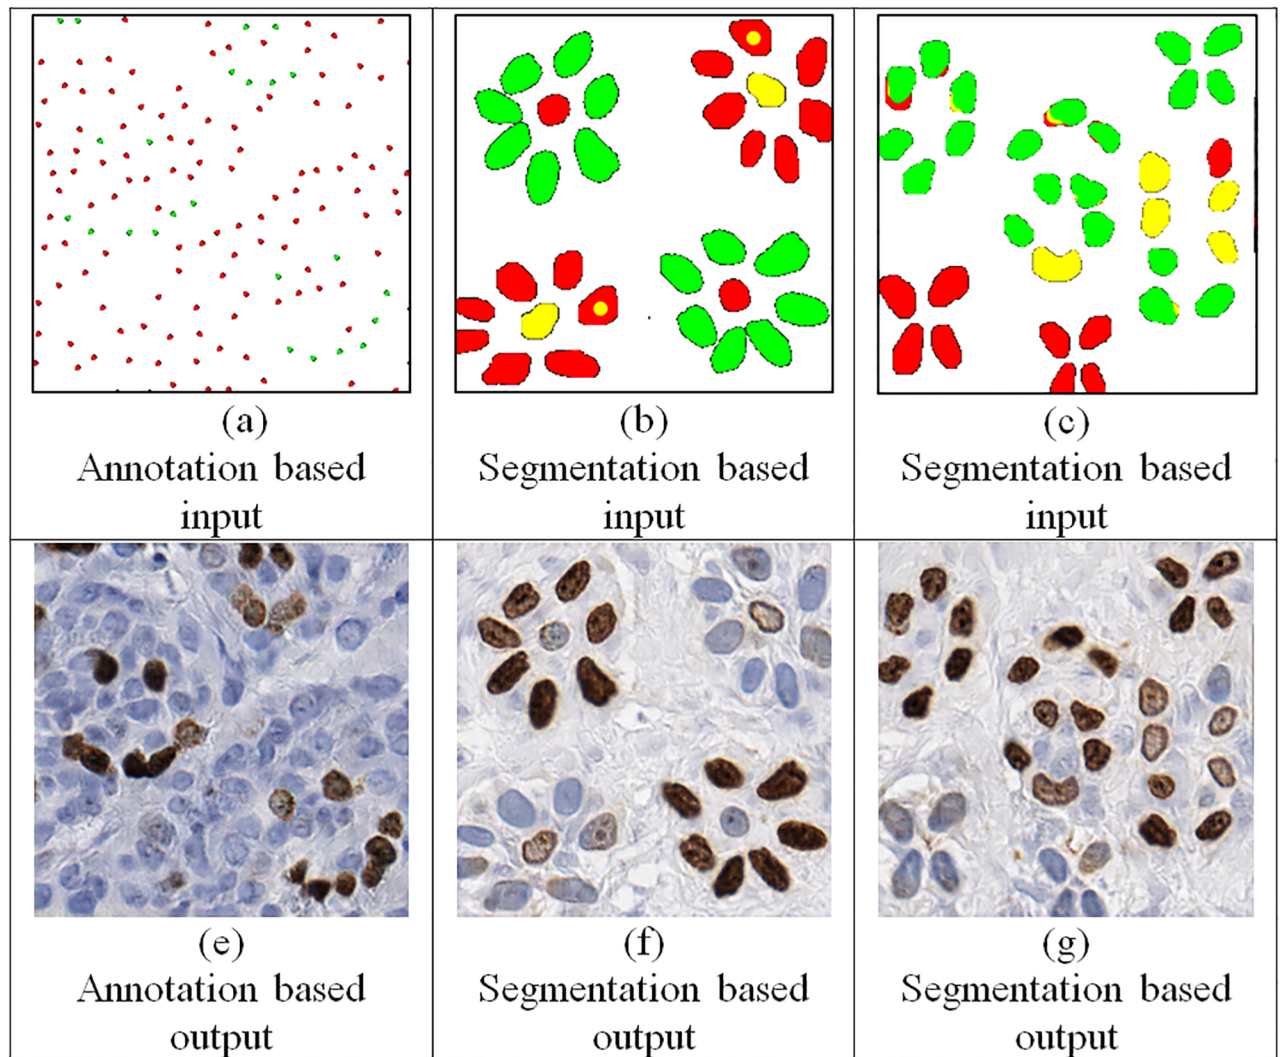 (a)
Annotation based
input
(b)
Segmentation based
input
(c)
Segmentation based
input
(e)
Annotation based
output
(f)
Segmentation based
output
(g)
Segmentation based
output